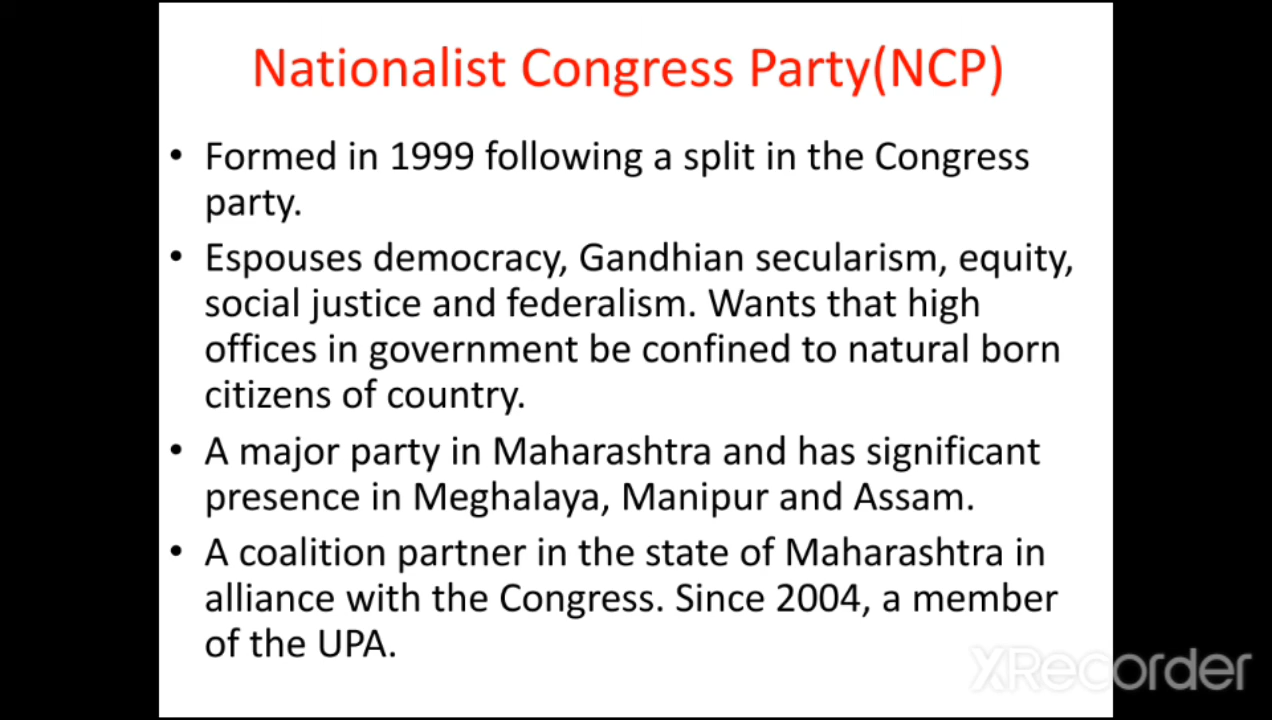 Nationalist Congress Party(NCP)
• Formed in 1999 following a split in the Congress
party.
• Espouses democracy, Gandhian secularism, equity,
social justice and federalism. Wants that high
offices in government be confined to natural born
citizens of country.
• A major party in Maharashtra and has significant
presence in Meghalaya, Manipur and Assam.
• A coalition partner in the state of Maharashtra in
alliance with the Congress. Since 2004, a member
of the UPA.
XRecorder